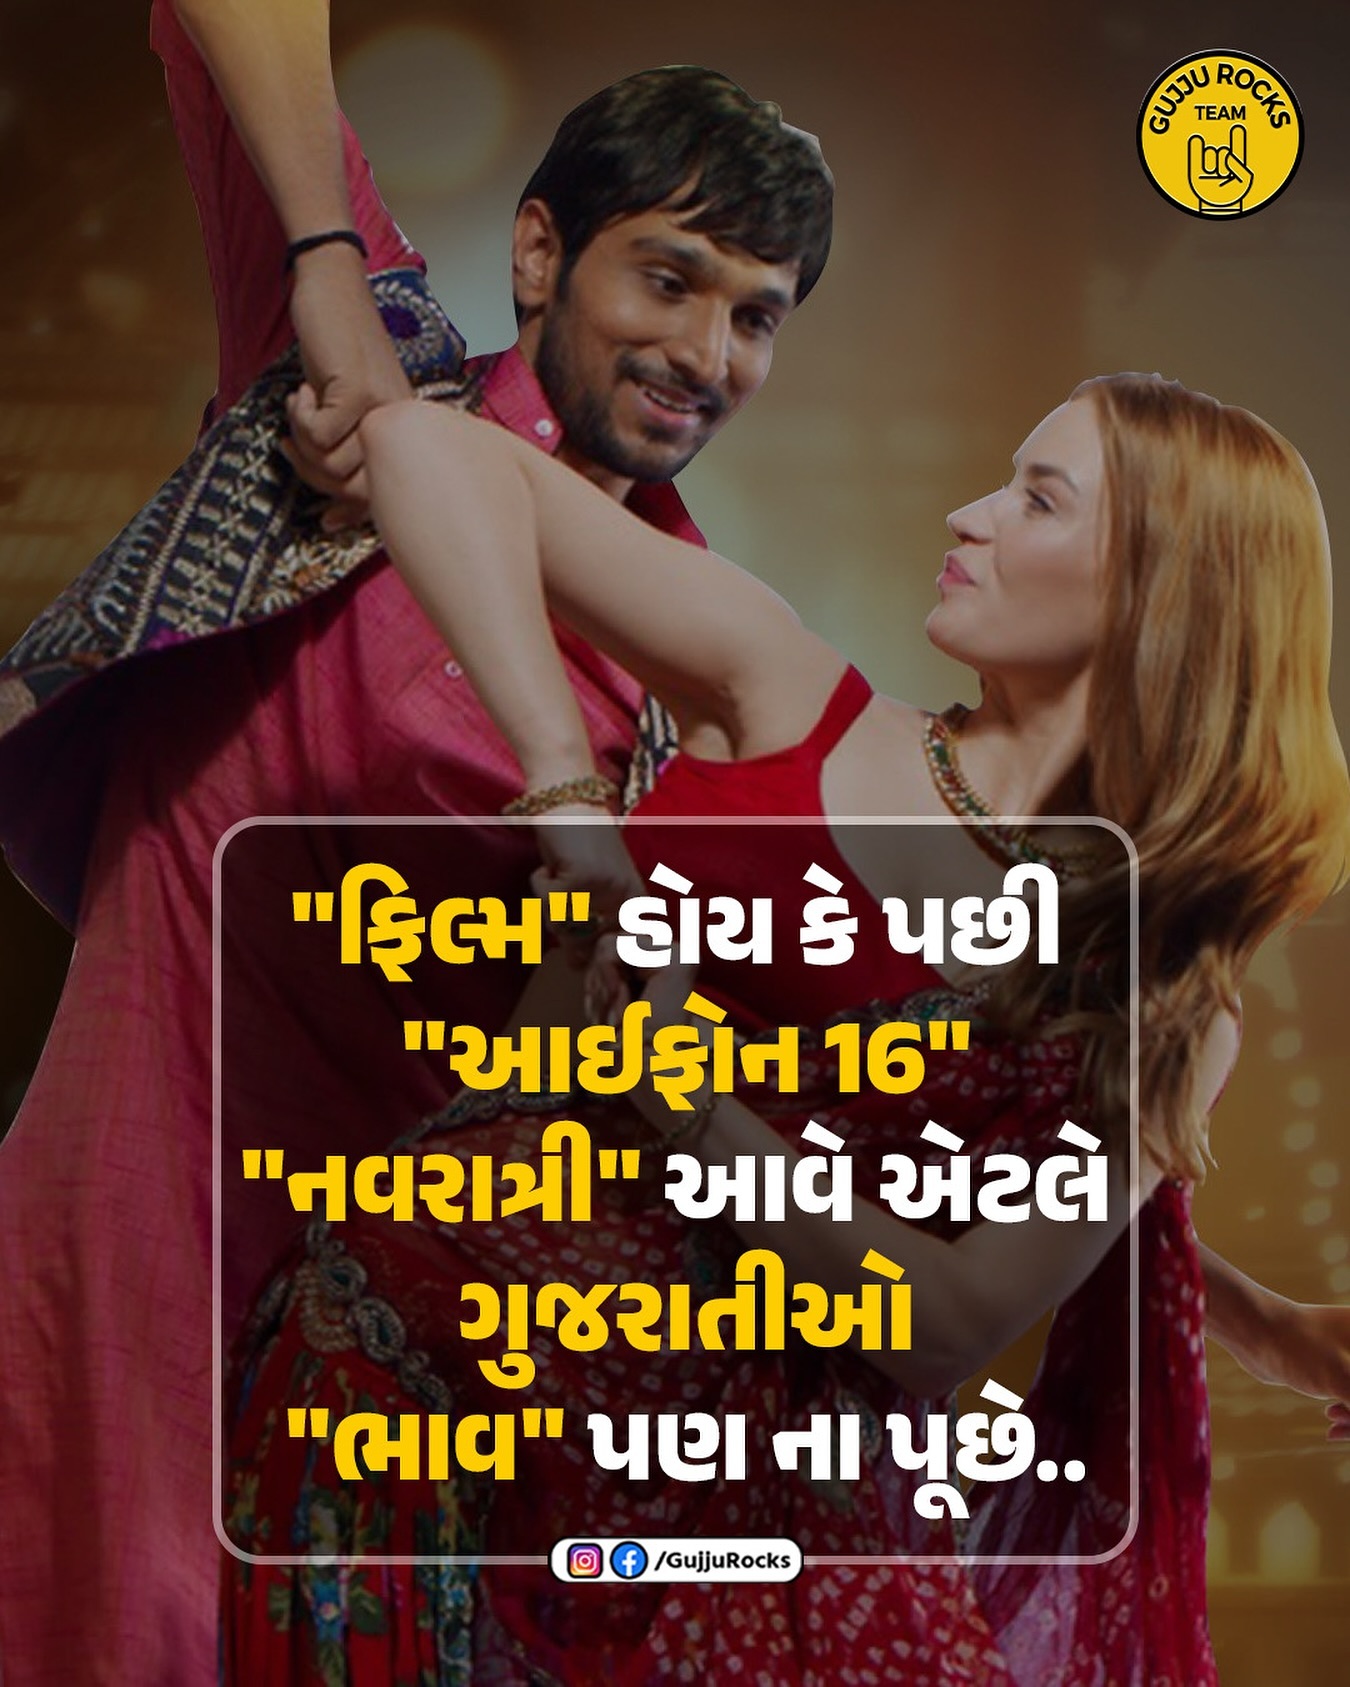 GUJJU ROCKS
TEAM
"ફિલ્મ" હોય કે પછી
"આઈફોન 16"
"નવરાત્રી" આવે એટલે
ગુજરાતીઓ
"ભાવ" પણ ના પૂછે..
/GujjuRocks